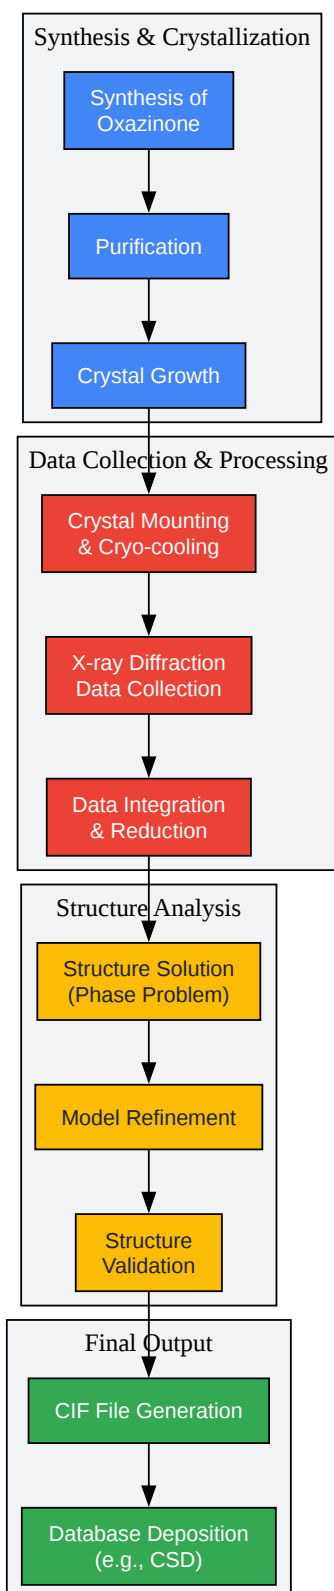 Synthesis & Crystallization
Synthesis of
Oxazinone
Purification
Crystal Growth
Data Collection & Processing
Crystal Mounting
& Cryo-cooling
X-ray Diffraction
Data Collection
Data Integration
& Reduction
Structure Analysis
Structure Solution
(Phase Problem)
Model Refinement
Structure
Validation
Final Output
CIF File Generation
Database Deposition
(e.g., CSD)